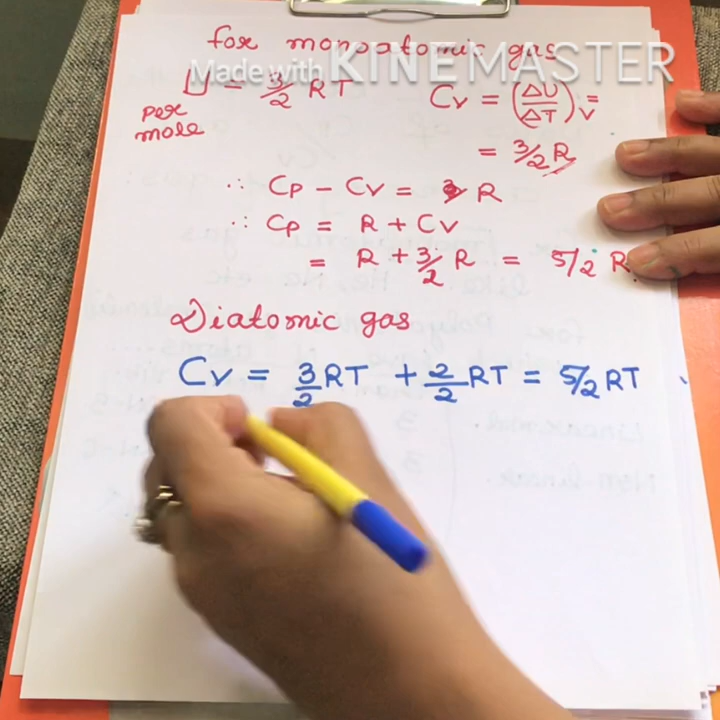 for monoatomic gas
Made with KINEMASTER
U = 3/2 RT
per mole
Cv = (ΔU/ΔT)v =
= 3/2 R
∴ Cp - Cv = R
∴ Cp = R + Cv
= R + 3/2 R = 5/2 R
Diatomic gas
Cv = 3/2 RT + 2/2 RT = 5/2 RT